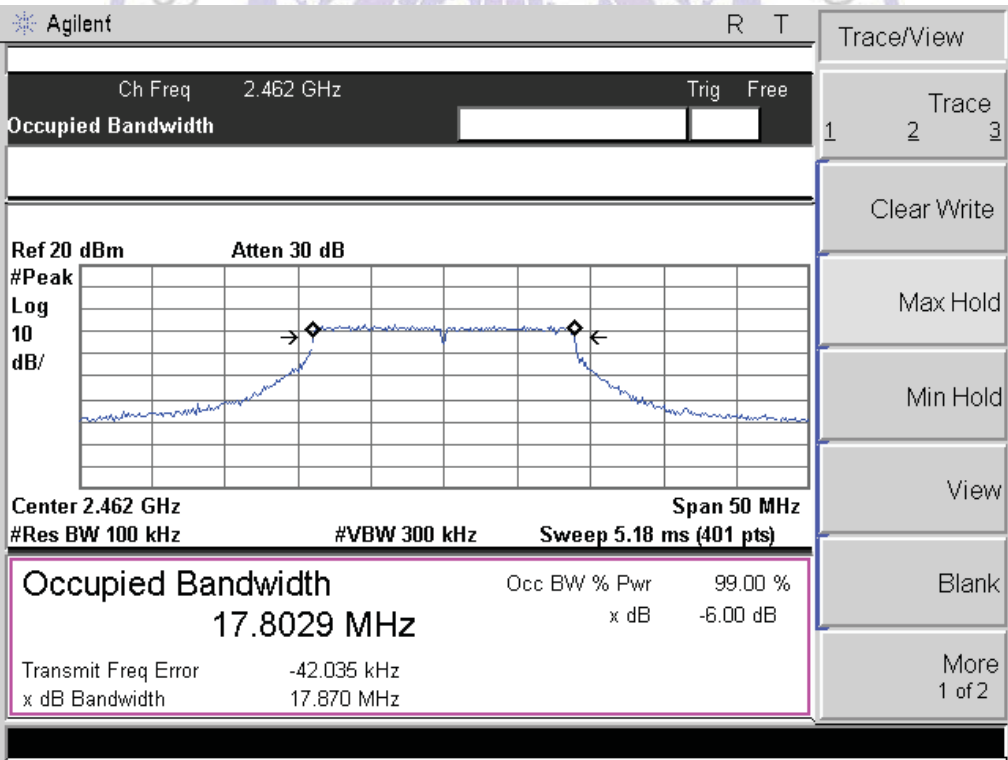 Agilent
R T
Trace/View
Ch Freq 2.462 GHz
Trig Free
Occupied Bandwidth
Trace
1 2 3
Clear Write
Max Hold
Min Hold
View
Blank
More
1 of 2
Ref 20 dBm
Atten 30 dB
#Peak
Log
10
dB/
Center 2.462 GHz
Span 50 MHz
#Res BW 100 kHz
#VBW 300 kHz
Sweep 5.18 ms (401 pts)
Occupied Bandwidth
17.8029 MHz
Occ BW % Pwr 99.00 %
x dB -6.00 dB
Transmit Freq Error -42.035 kHz
x dB Bandwidth 17.870 MHz